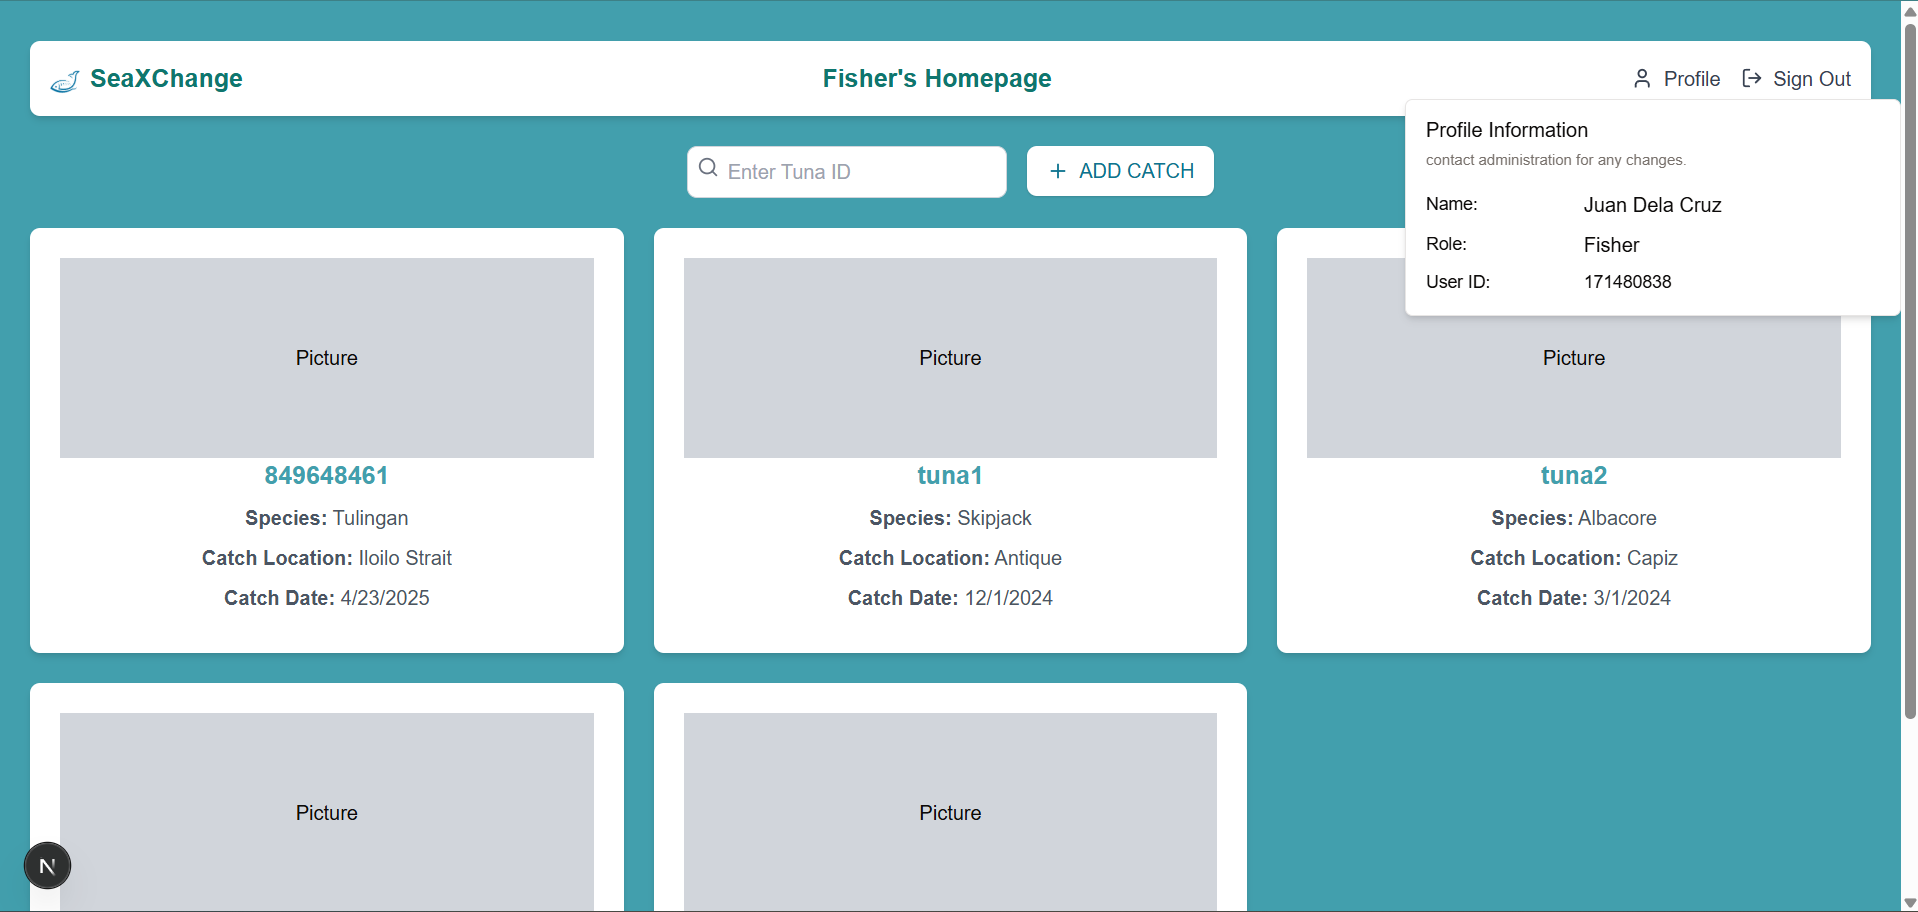 SeaXChange
Fisher's Homepage
Profile
Sign Out
Profile Information
contact administration for any changes.
Name: Juan Dela Cruz
Role: Fisher
User ID: 171480838
Enter Tuna ID
+ ADD CATCH
Picture
849648461
Species: Tulingan
Catch Location: Iloilo Strait
Catch Date: 4/23/2025
Picture
tuna1
Species: Skipjack
Catch Location: Antique
Catch Date: 12/1/2024
Picture
tuna2
Species: Albacore
Catch Location: Capiz
Catch Date: 3/1/2024
Picture
Picture
N